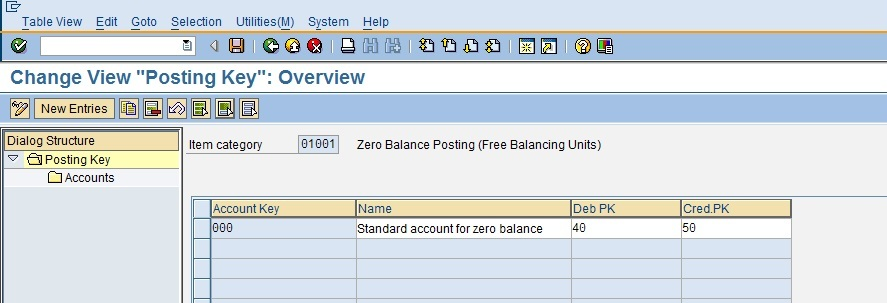 Table View Edit Goto Selection Utilities(M) System Help
Change View "Posting Key": Overview
New Entries
Dialog Structure
Posting Key
Accounts
Item category 01001 Zero Balance Posting (Free Balancing Units)
Account Key Name Deb PK Cred.PK
000 Standard account for zero balance 40 50